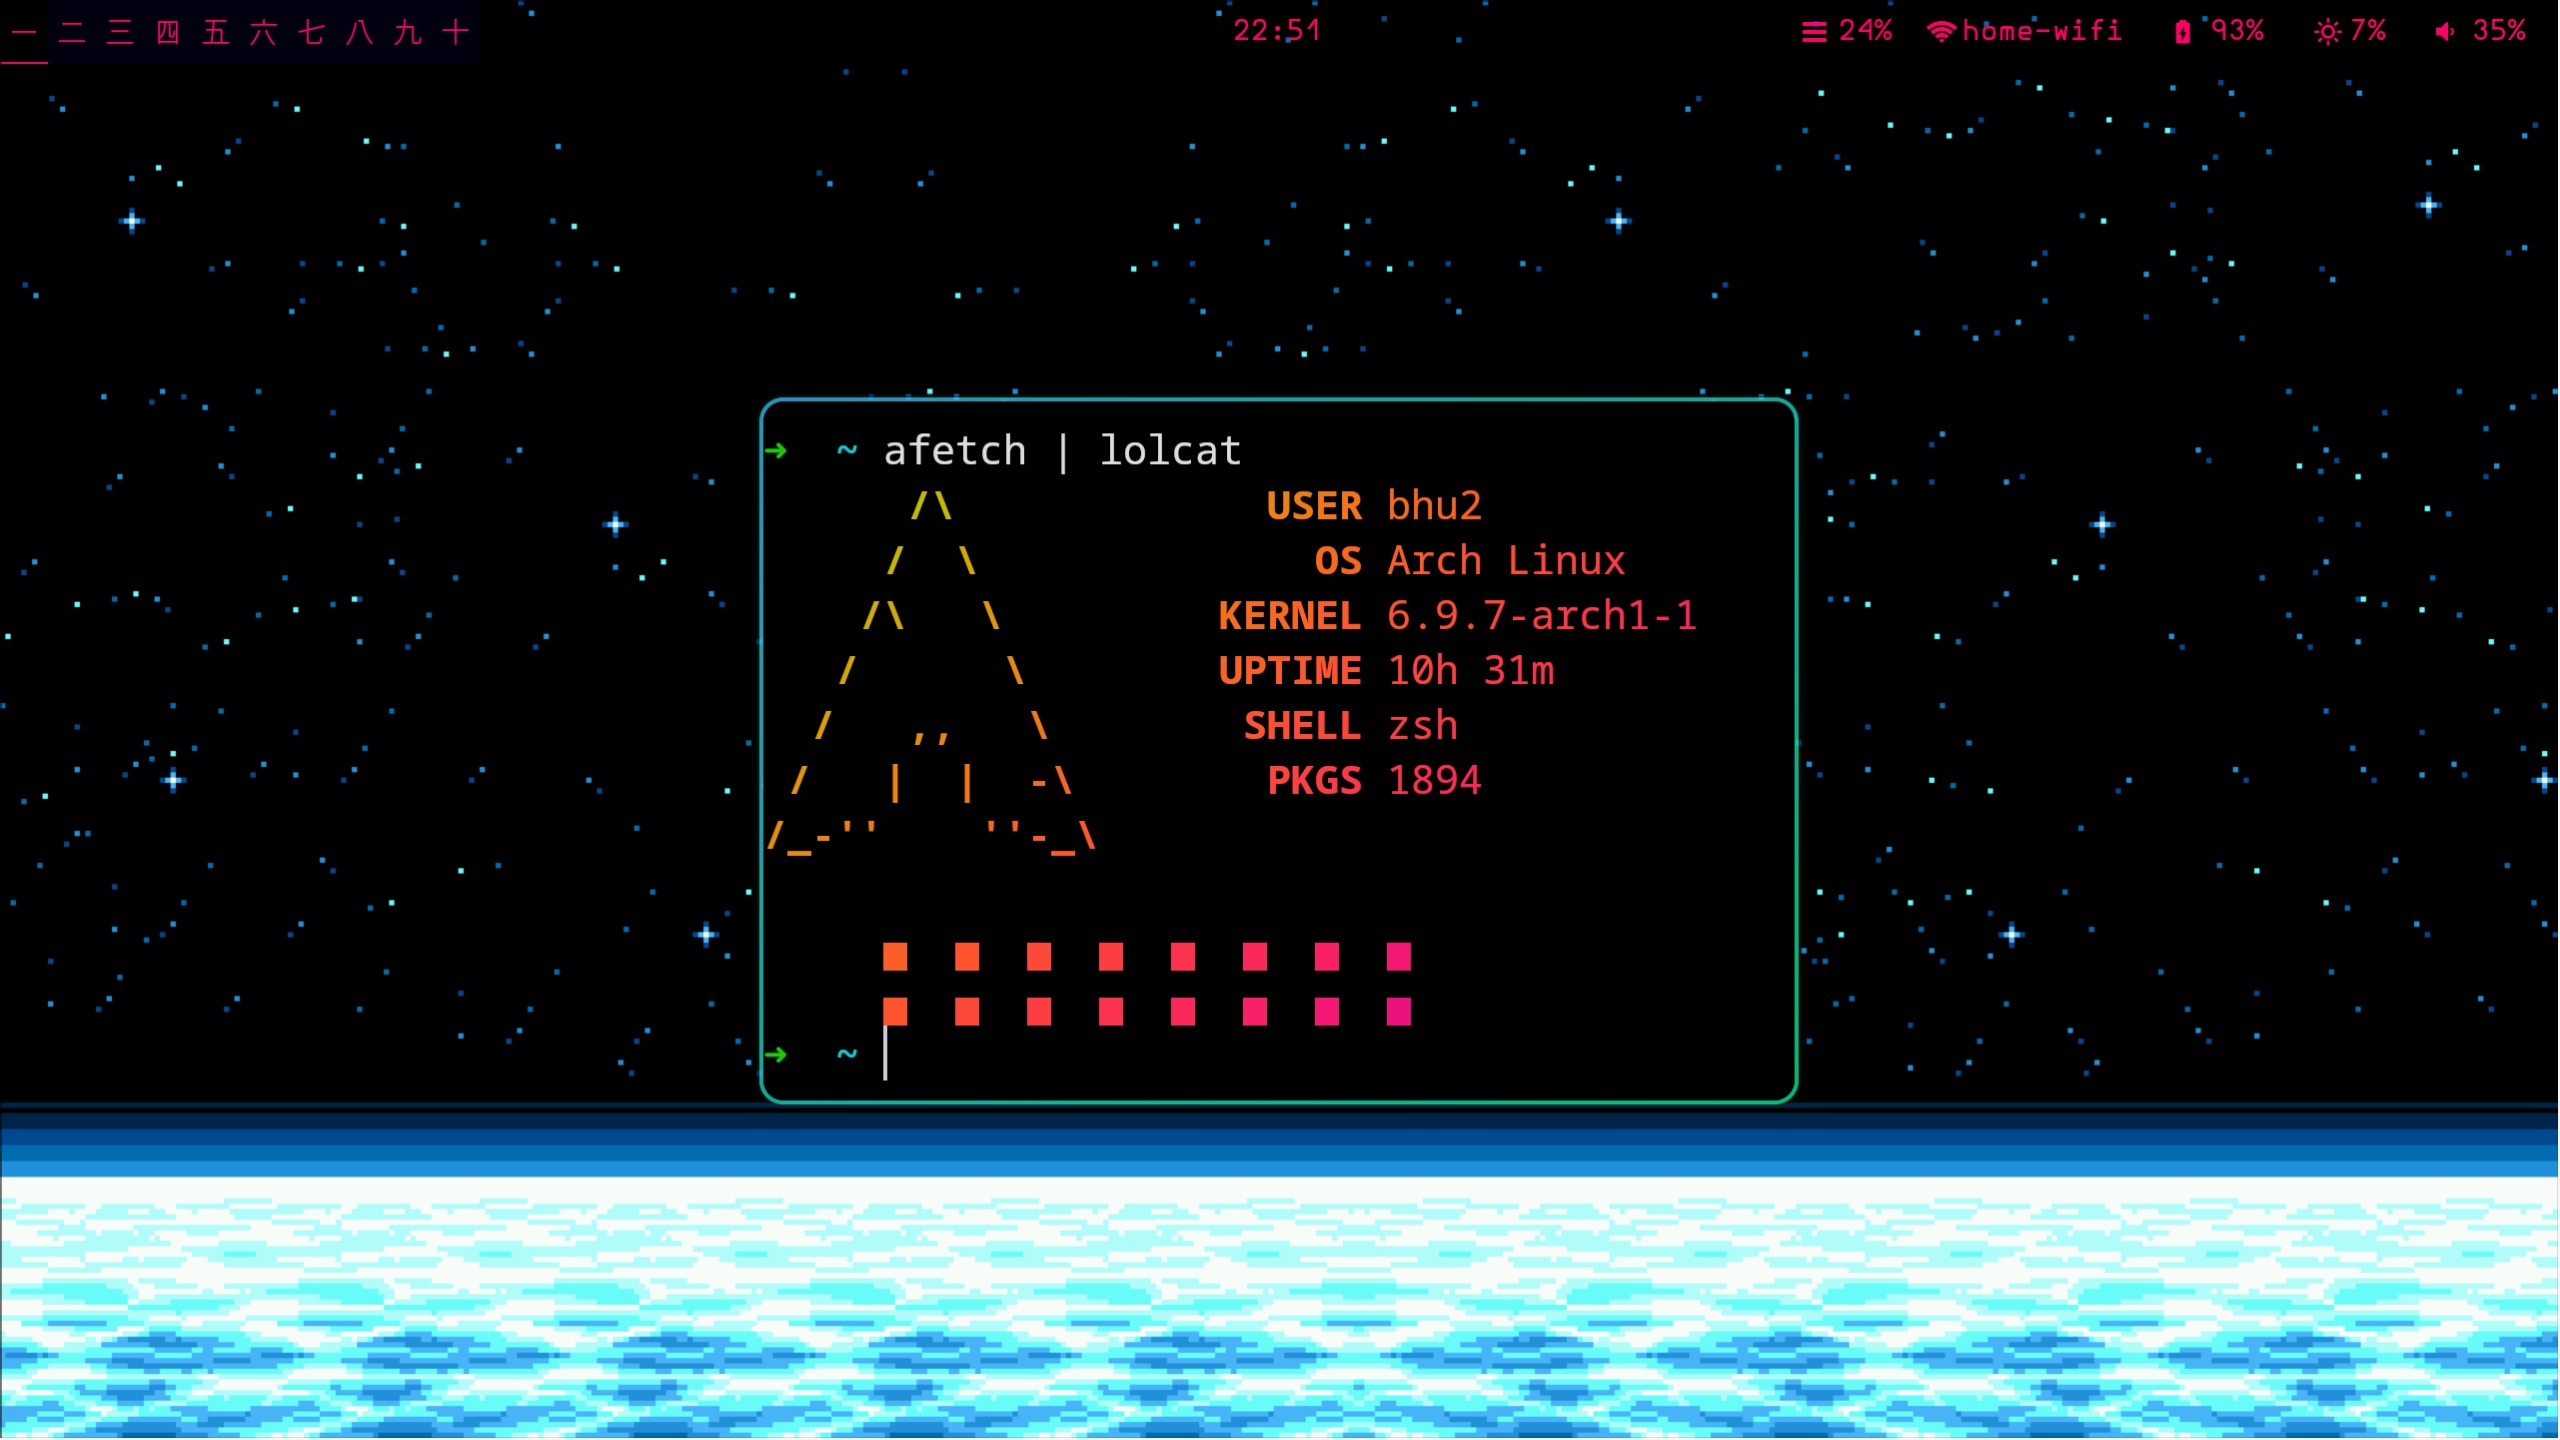 一 二 三 四 五 六 七 八 九 十 22:51 24% home-wifi 93% 7% 35%
➜ ~ afetch | lolcat
/\ USER bhu2
/ \ OS Arch Linux
/\ \ KERNEL 6.9.7-arch1-1
/ \ UPTIME 10h 31m
/ ,, \ SHELL zsh
/ | | -\ PKGS 1894
/_-'' ''-_\
➜ ~